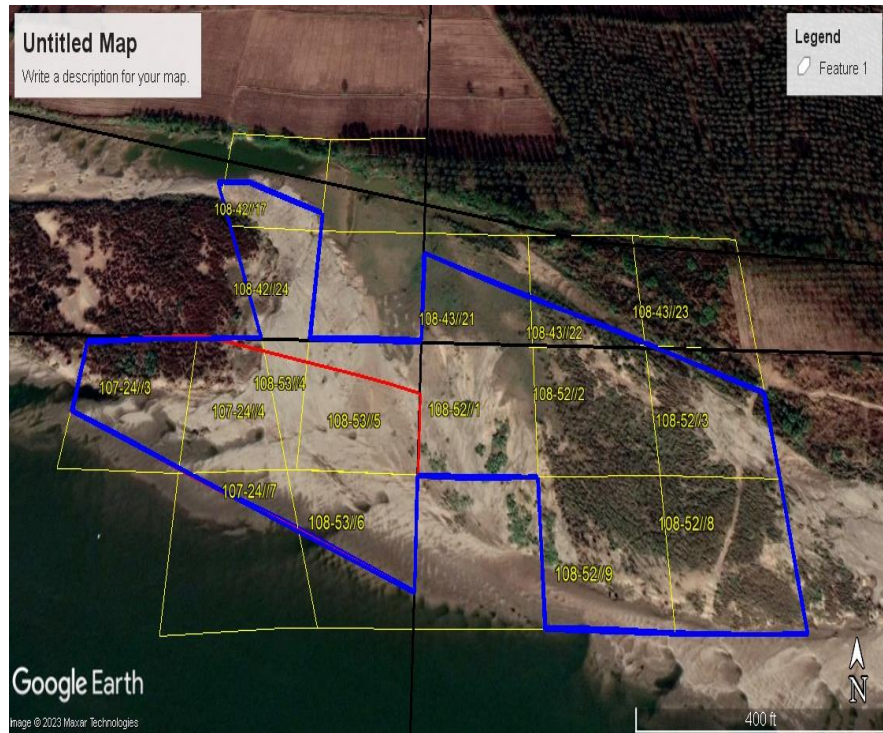 Untitled Map
Write a description for your map.
Legend
Feature 1
108-42//17
108-42//24
108-43//21
108-43//22
108-43//23
107-24//3
107-24//4
108-53//4
108-53//5
108-52//1
108-52//2
108-52//3
107-24//7
108-53//6
108-52//9
108-52//8
Google Earth
Image © 2023 Maxar Technologies
N
400 ft